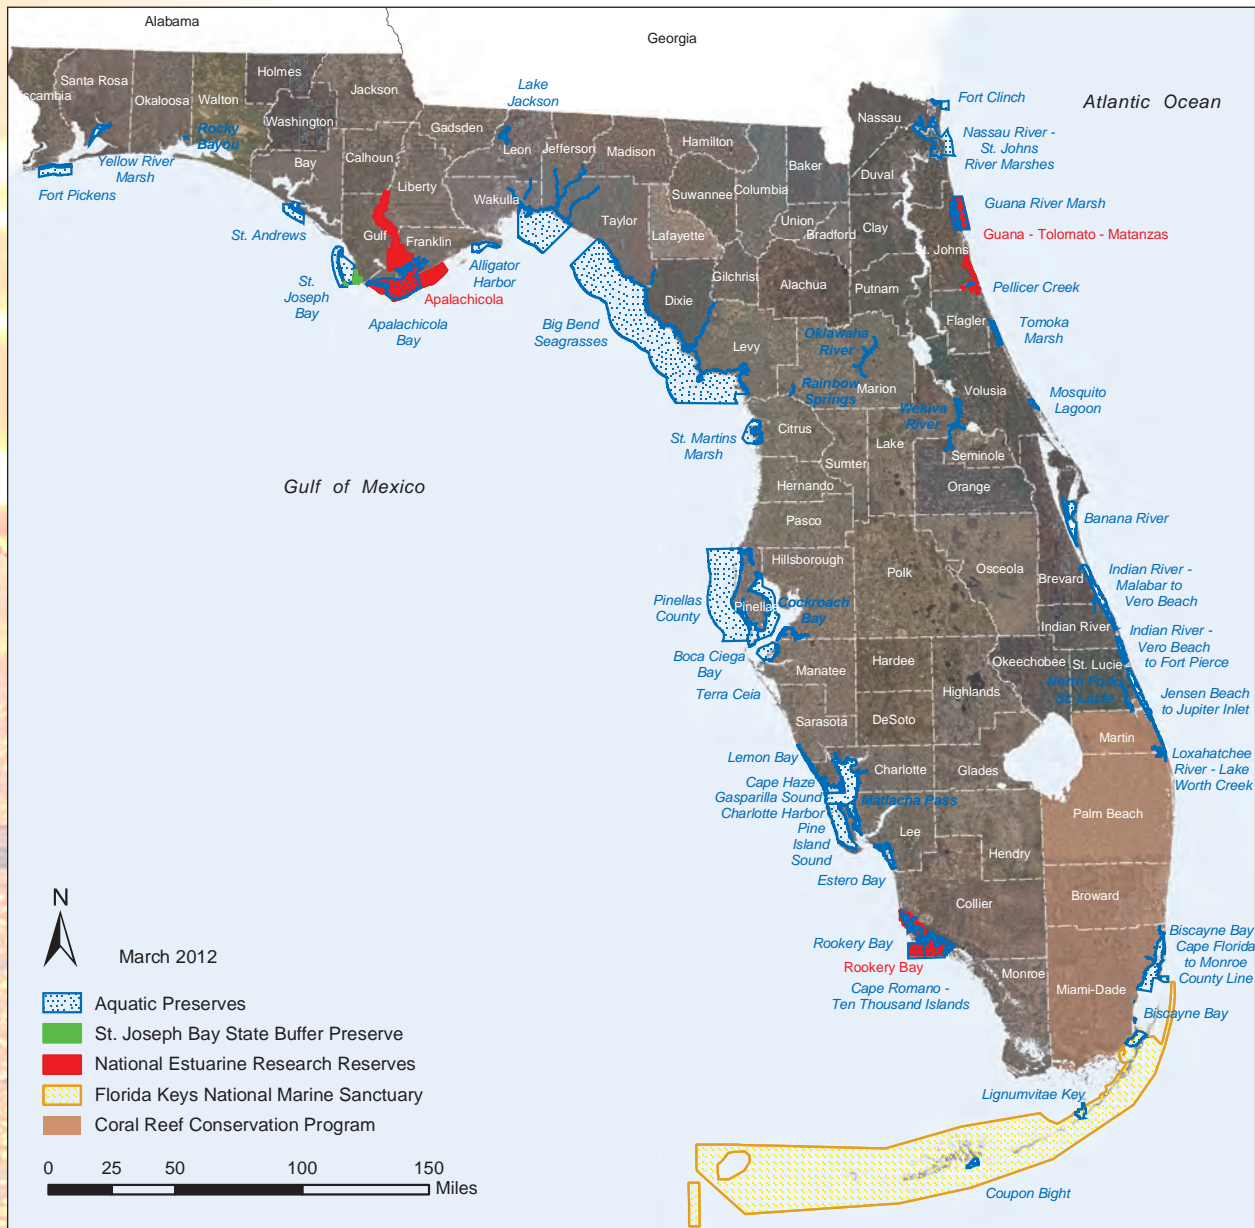 Alabama
Georgia
Atlantic Ocean
Gulf of Mexico
Santa Rosa
scambia
Okaloosa
Walton
Holmes
Washington
Jackson
Bay
Calhoun
Gadsden
Liberty
Gulf
Franklin
Leon
Wakulla
Jefferson
Madison
Taylor
Hamilton
Suwannee
Lafayette
Columbia
Baker
Union
Bradford
Nassau
Duval
Clay
St. Johns
Gilchrist
Dixie
Alachua
Putnam
Flagler
Levy
Marion
Volusia
Citrus
Lake
Sumter
Seminole
Hernando
Orange
Pasco
Hillsborough
Polk
Osceola
Brevard
Pinellas
Indian River
Manatee
Hardee
Okeechobee
St. Lucie
Highlands
Sarasota
DeSoto
Martin
Charlotte
Glades
Palm Beach
Lee
Hendry
Collier
Broward
Monroe
Miami-Dade
Lake
Jackson
Rocky
Bayou
Yellow River
Marsh
Fort Pickens
St. Andrews
St.
Joseph
Bay
Apalachicola
Apalachicola
Bay
Alligator
Harbor
Big Bend
Seagrasses
Fort Clinch
Nassau River -
St. Johns
River Marshes
Guana River Marsh
Guana - Tolomato - Matanzas
Pellicer Creek
Tomoka
Marsh
Oklawaha
River
Rainbow
Springs
Wekiva
River
Mosquito
Lagoon
St. Martins
Marsh
Banana River
Indian River -
Malabar to
Vero Beach
Indian River -
Vero Beach
to Fort Pierce
North Fork,
St. Lucie
Jensen Beach
to Jupiter Inlet
Loxahatchee
River - Lake
Worth Creek
Pinellas
County
Cockroach
Bay
Boca Ciega
Bay
Terra Ceia
Lemon Bay
Cape Haze
Gasparilla Sound
Charlotte Harbor
Pine
Island
Sound
Matlacha Pass
Estero Bay
Rookery Bay
Rookery Bay
Cape Romano -
Ten Thousand Islands
Biscayne Bay
Cape Florida
to Monroe
County Line
Biscayne Bay
Lignumvitae Key
Coupon Bight
N
March 2012
Aquatic Preserves
St. Joseph Bay State Buffer Preserve
National Estuarine Research Reserves
Florida Keys National Marine Sanctuary
Coral Reef Conservation Program
0 25 50 100 150
Miles